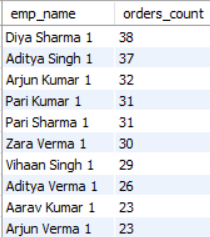 emp_name orders_count
Diya Sharma 1 38
Aditya Singh 1 37
Arjun Kumar 1 32
Pari Kumar 1 31
Pari Sharma 1 31
Zara Verma 1 30
Vihaan Singh 1 29
Aditya Verma 1 26
Aarav Kumar 1 23
Arjun Verma 1 23